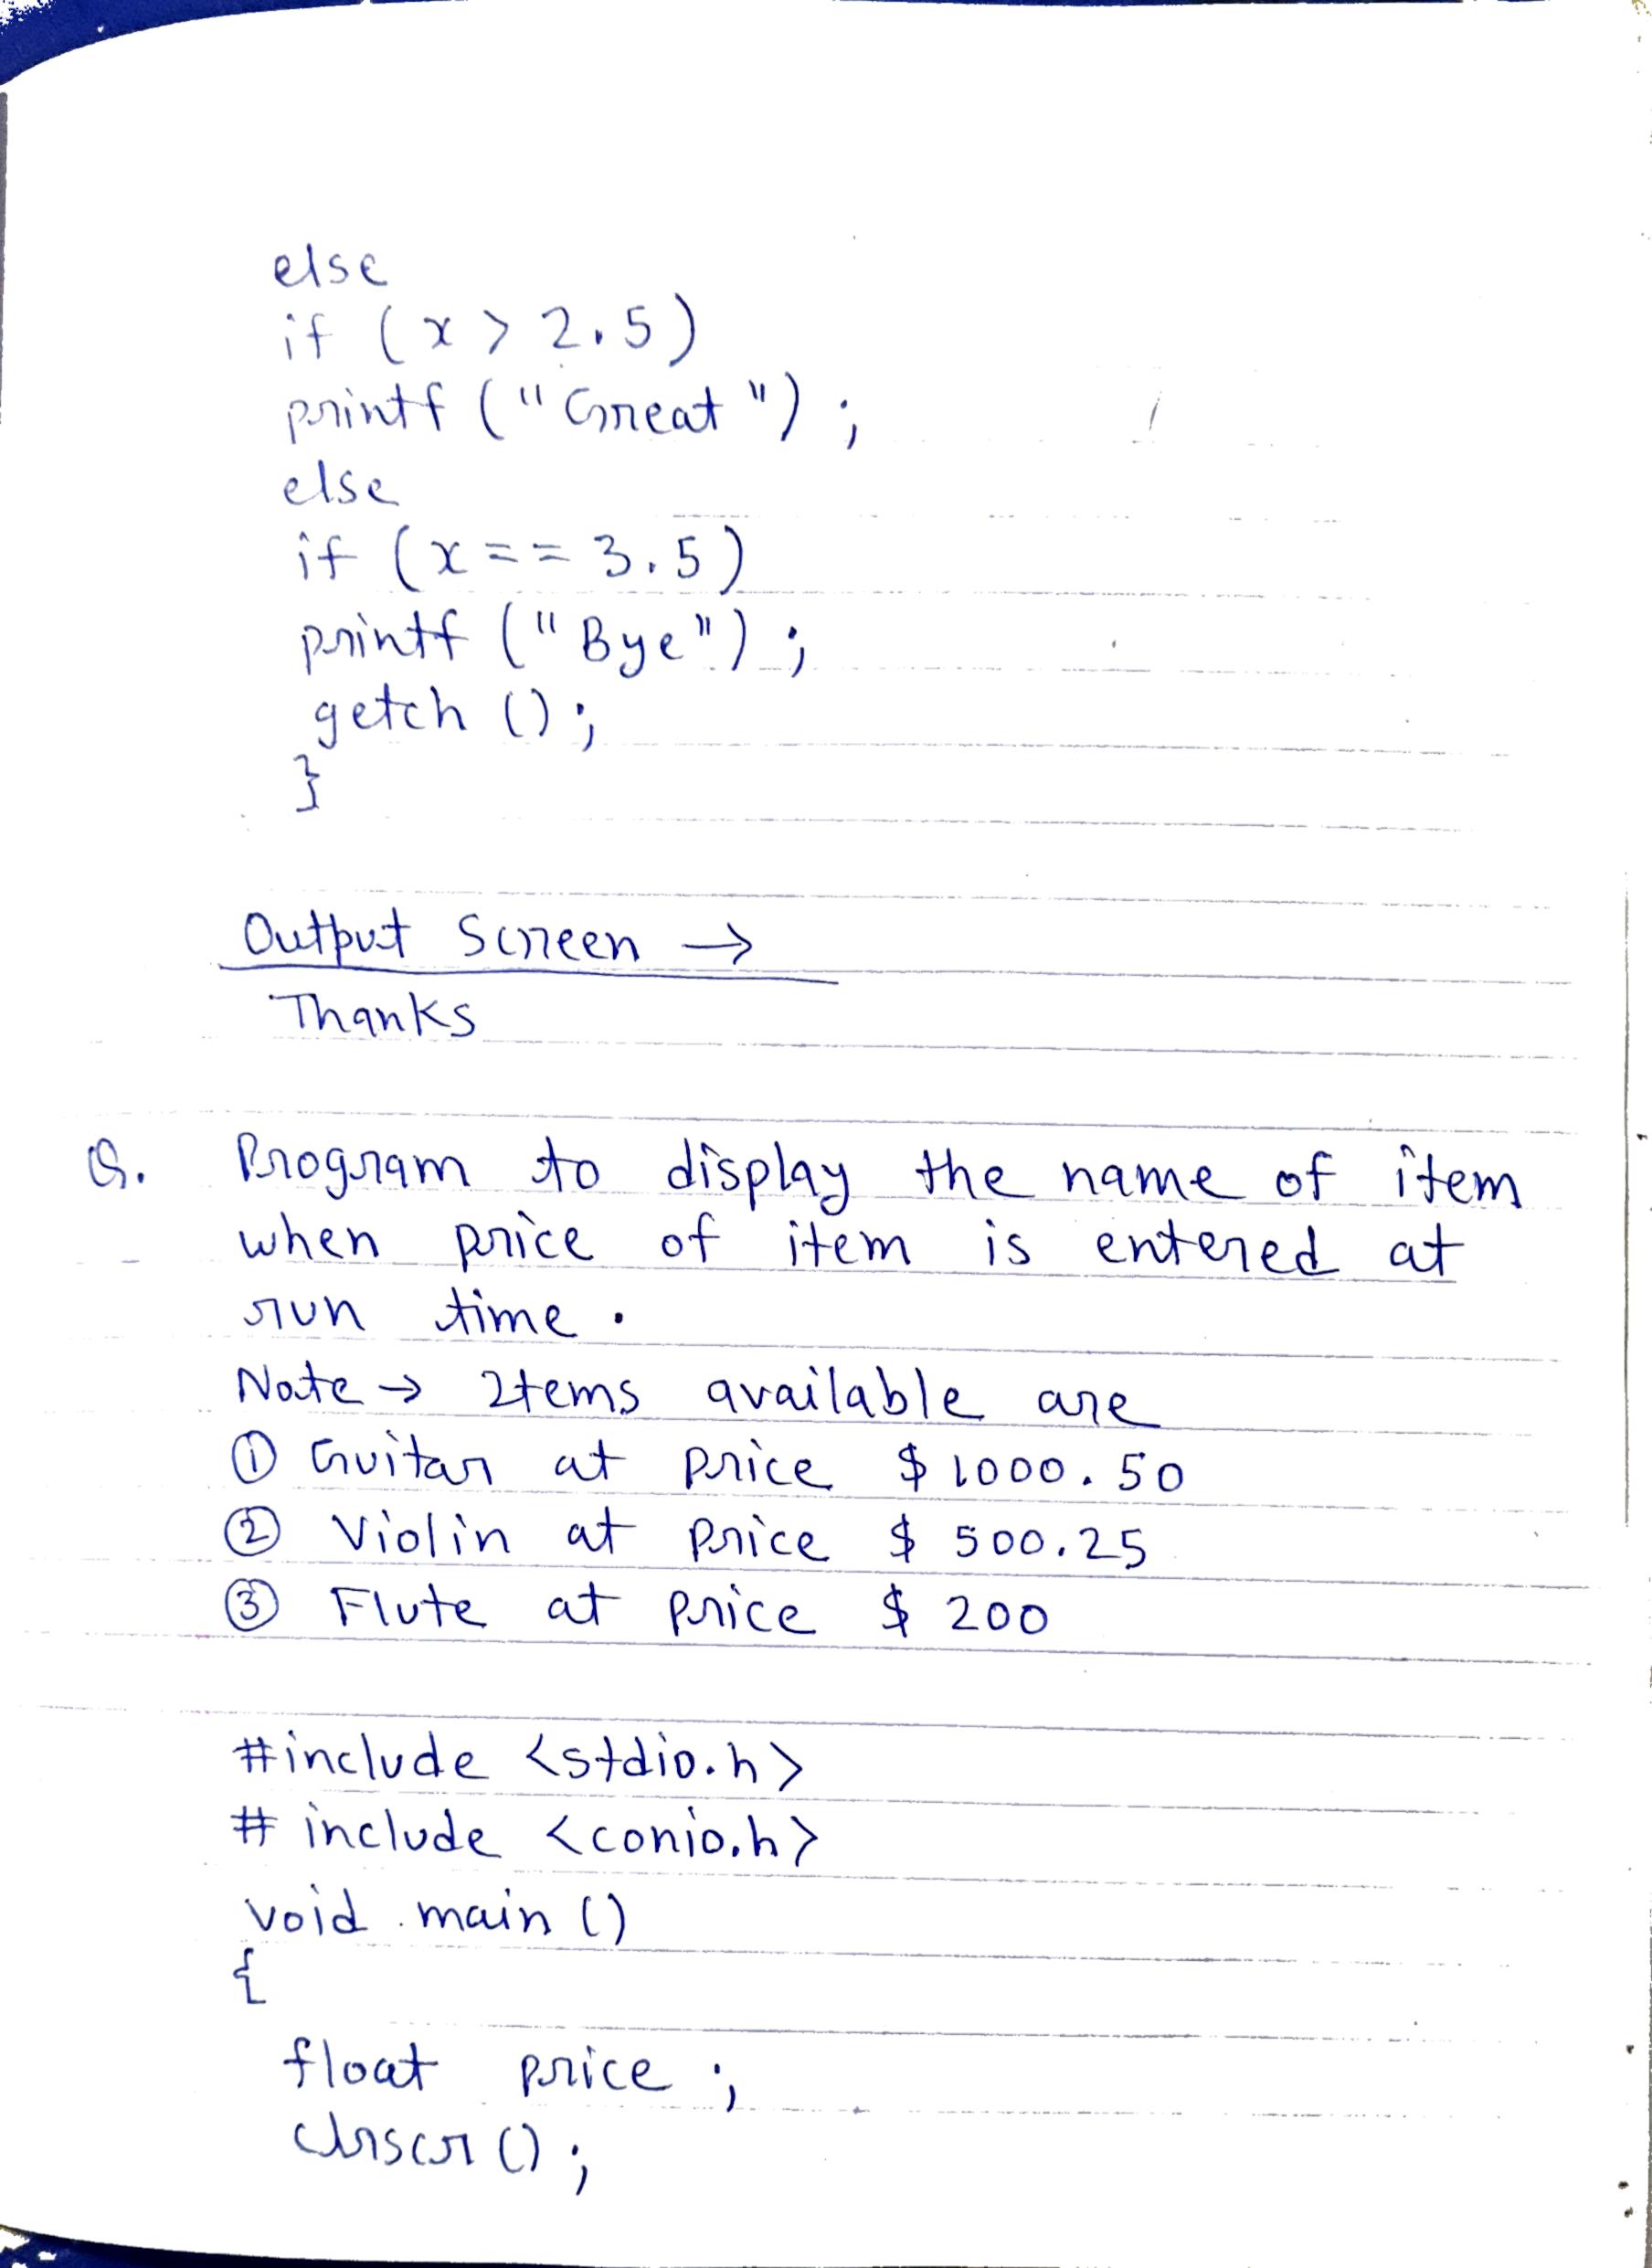 else
if (x > 2.5)
printf ("Great");
else
if (x == 3.5)
printf ("Bye");
getch ();
}
Output Screen →
Thanks
Q. Program to display the name of item
when price of item is entered at
run time.
Note → Items available are
① Guitar at price $ 1000.50
② Violin at price $ 500.25
③ Flute at price $ 200
#include <stdio.h>
# include <conio.h>
void main ()
{
float price ;
clrscr ();